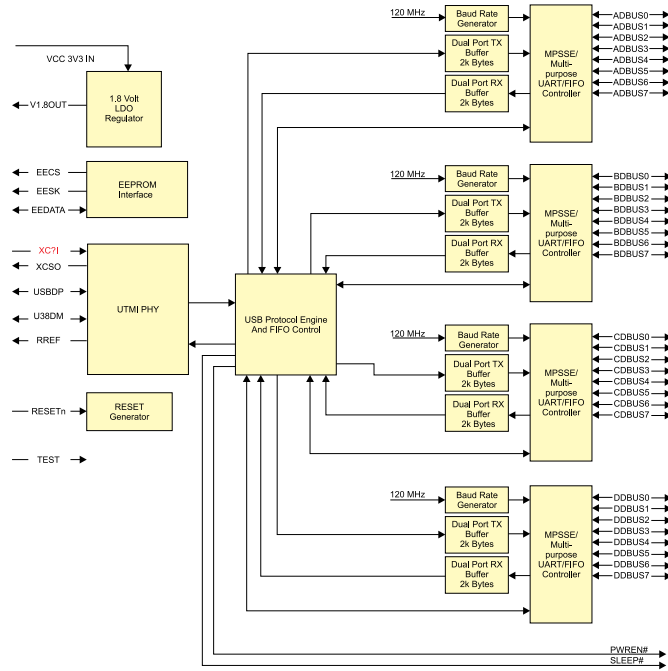 VCC 3V3 IN
V1.8OUT
1.8 Volt
LDO
Regulator
EECS
EESK
EEDATA
EEPROM
Interface
XC?I
XCSO
USBDP
U38DM
RREF
UTMI PHY
RESETn
RESET
Generator
TEST
USB Protocol Engine
And FIFO Control
120 MHz
Baud Rate
Generator
Dual Port TX
Buffer
2k Bytes
Dual Port RX
Buffer
2k Bytes
MPSSE/
Multi-
purpose
UART/FIFO
Controller
ADBUS0
ADBUS1
ADBUS2
ADBUS3
ADBUS4
ADBUS5
ADBUS6
ADBUS7
120 MHz
Baud Rate
Generator
Dual Port TX
Buffer
2k Bytes
Dual Port RX
Buffer
2k Bytes
MPSSE/
Multi-
purpose
UART/FIFO
Controller
BDBUS0
BDBUS1
BDBUS2
BDBUS3
BDBUS4
BDBUS5
BDBUS6
BDBUS7
120 MHz
Baud Rate
Generator
Dual Port TX
Buffer
2k Bytes
Dual Port RX
Buffer
2k Bytes
MPSSE/
Multi-
purpose
UART/FIFO
Controller
CDBUS0
CDBUS1
CDBUS2
CDBUS3
CDBUS4
CDBUS5
CDBUS6
CDBUS7
120 MHz
Baud Rate
Generator
Dual Port TX
Buffer
2k Bytes
Dual Port RX
Buffer
2k Bytes
MPSSE/
Multi-
purpose
UART/FIFO
Controller
DDBUS0
DDBUS1
DDBUS2
DDBUS3
DDBUS4
DDBUS5
DDBUS6
DDBUS7
PWREN#
SLEEP#